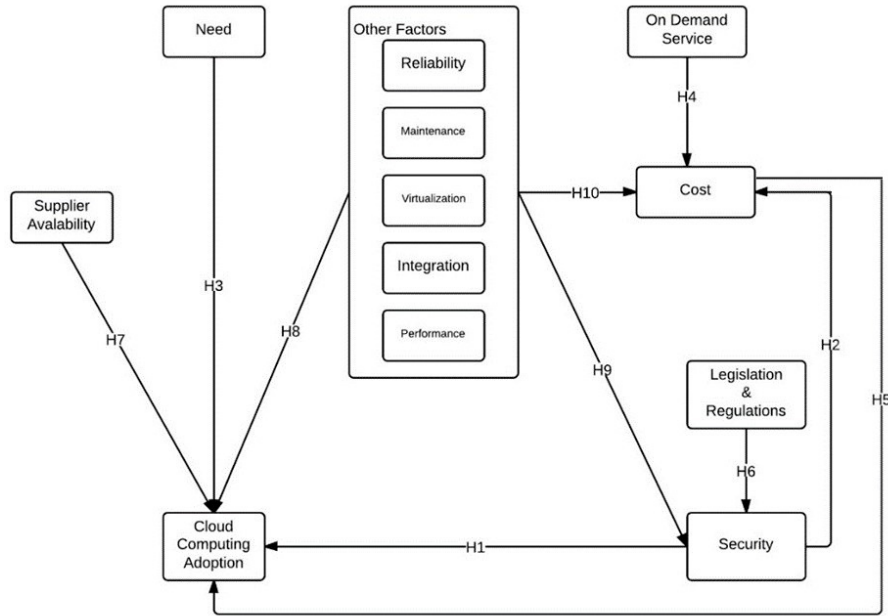 Need
Other Factors
Reliability
Maintenance
Virtualization
Integration
Performance
On Demand
Service
H4
Cost
H10
Supplier
Avalability
H3
H8
H7
H9
H2
H5
Legislation
&
Regulations
H6
Cloud
Computing
Adoption
H1
Security